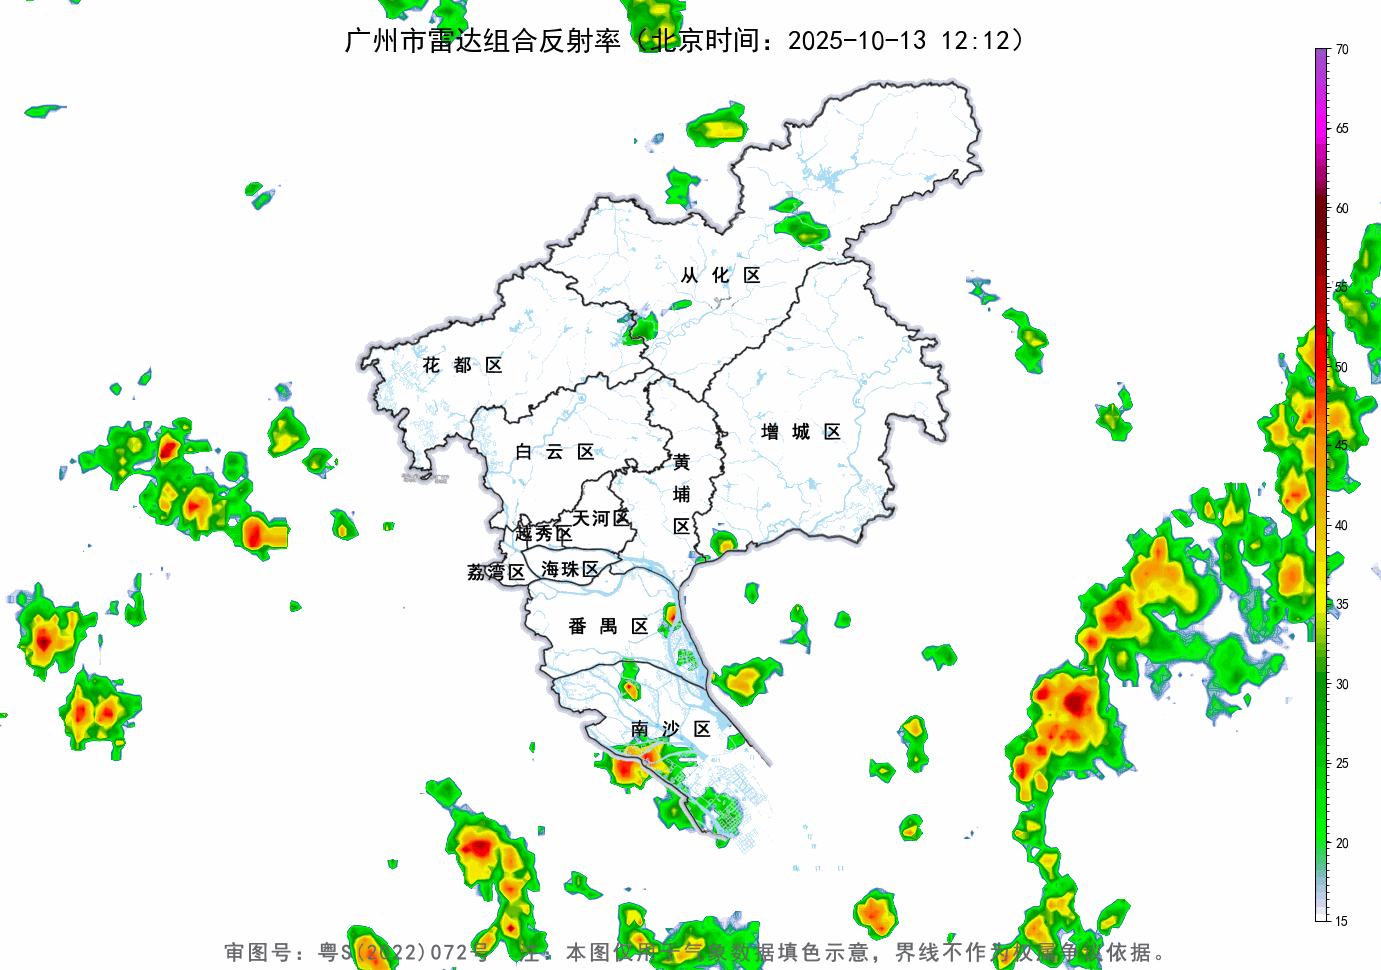 广州市雷达组合反射率（北京时间：2025-10-13 12:12）
70
65
60
55
50
45
40
35
30
25
20
15
从化区
花都区
增城区
白云区
黄埔区
天河区
越秀区
海珠区
荔湾区
番禺区
南沙区
审图号：粤S(2022)072号 注：本图仅用于气象数据填色示意，界线不作为权属争议依据。